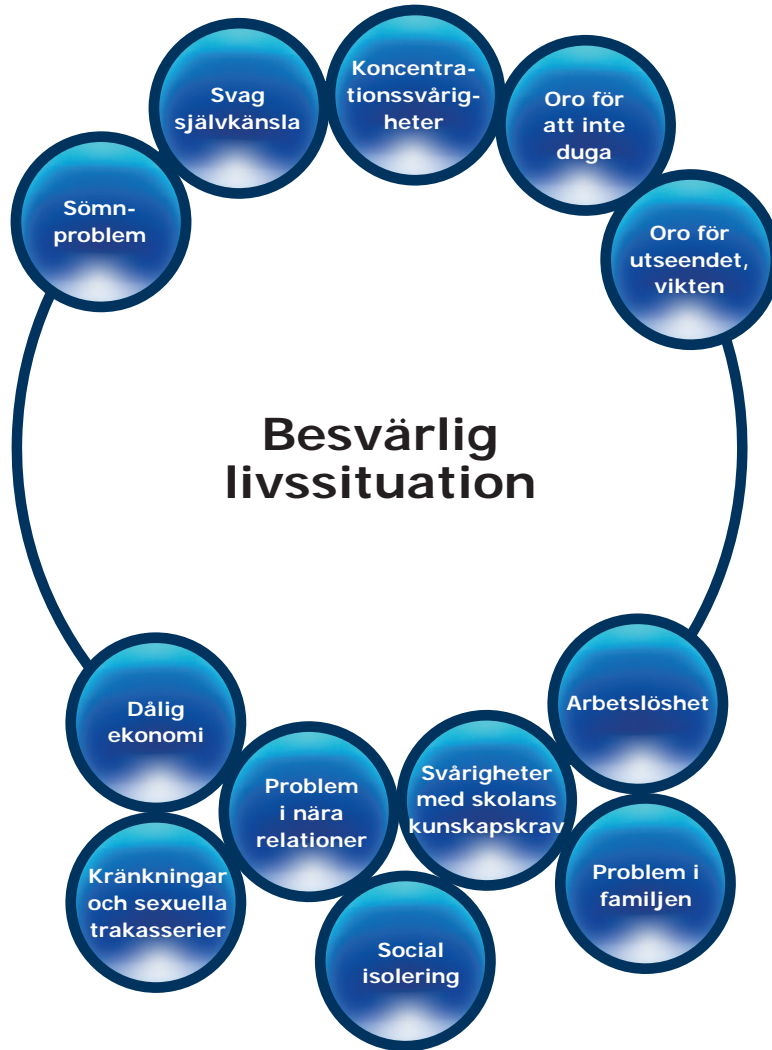 Koncentra-
tionssvårig-
heter
Svag
självkänsla
Oro för
att inte
duga
Sömn-
problem
Oro för
utseendet,
vikten
Besvärlig
livssituation
Dålig
ekonomi
Arbetslöshet
Problem
i nära
relationer
Svårigheter
med skolans
kunskapskrav
Kränkningar
och sexuella
trakasserier
Problem i
familjen
Social
isolering